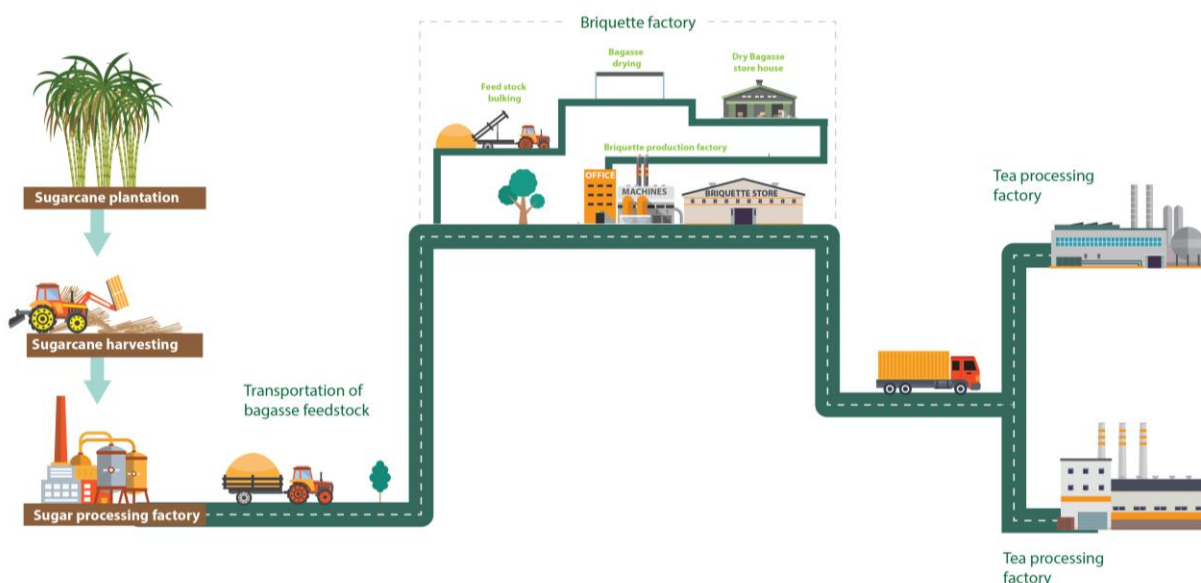 Briquette factory
Bagasse
drying
Dry Bagasse
store house
Feed stock
bulking
Briquette production factory
OFFICE
MACHINES
BRIQUETTE STORE
Sugarcane plantation
Sugarcane harvesting
Transportation of
bagasse feedstock
Sugar processing factory
Tea processing
factory
Tea processing
factory